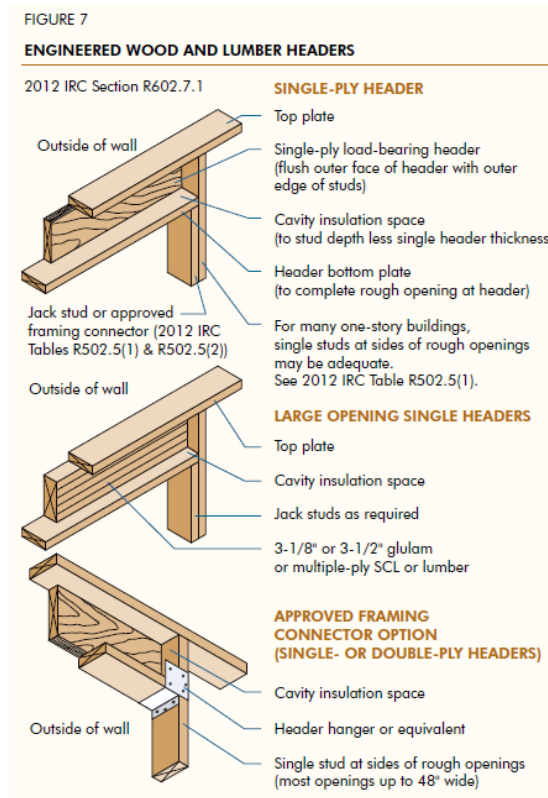 FIGURE 7
ENGINEERED WOOD AND LUMBER HEADERS
2012 IRC Section R602.7.1
SINGLE-PLY HEADER
Top plate
Outside of wall
Single-ply load-bearing header
(flush outer face of header with outer
edge of studs)
Cavity insulation space
(to stud depth less single header thickness
Header bottom plate
(to complete rough opening at header)
Jack stud or approved
framing connector (2012 IRC
Tables R502.5(1) & R502.5(2))
For many one-story buildings,
single studs at sides of rough openings
may be adequate.
See 2012 IRC Table R502.5(1).
Outside of wall
LARGE OPENING SINGLE HEADERS
Top plate
Cavity insulation space
Jack studs as required
3-1/8" or 3-1/2" glulam
or multiple-ply SCL or lumber
APPROVED FRAMING
CONNECTOR OPTION
(SINGLE- OR DOUBLE-PLY HEADERS)
Cavity insulation space
Outside of wall
Header hanger or equivalent
Single stud at sides of rough openings
(most openings up to 48" wide)